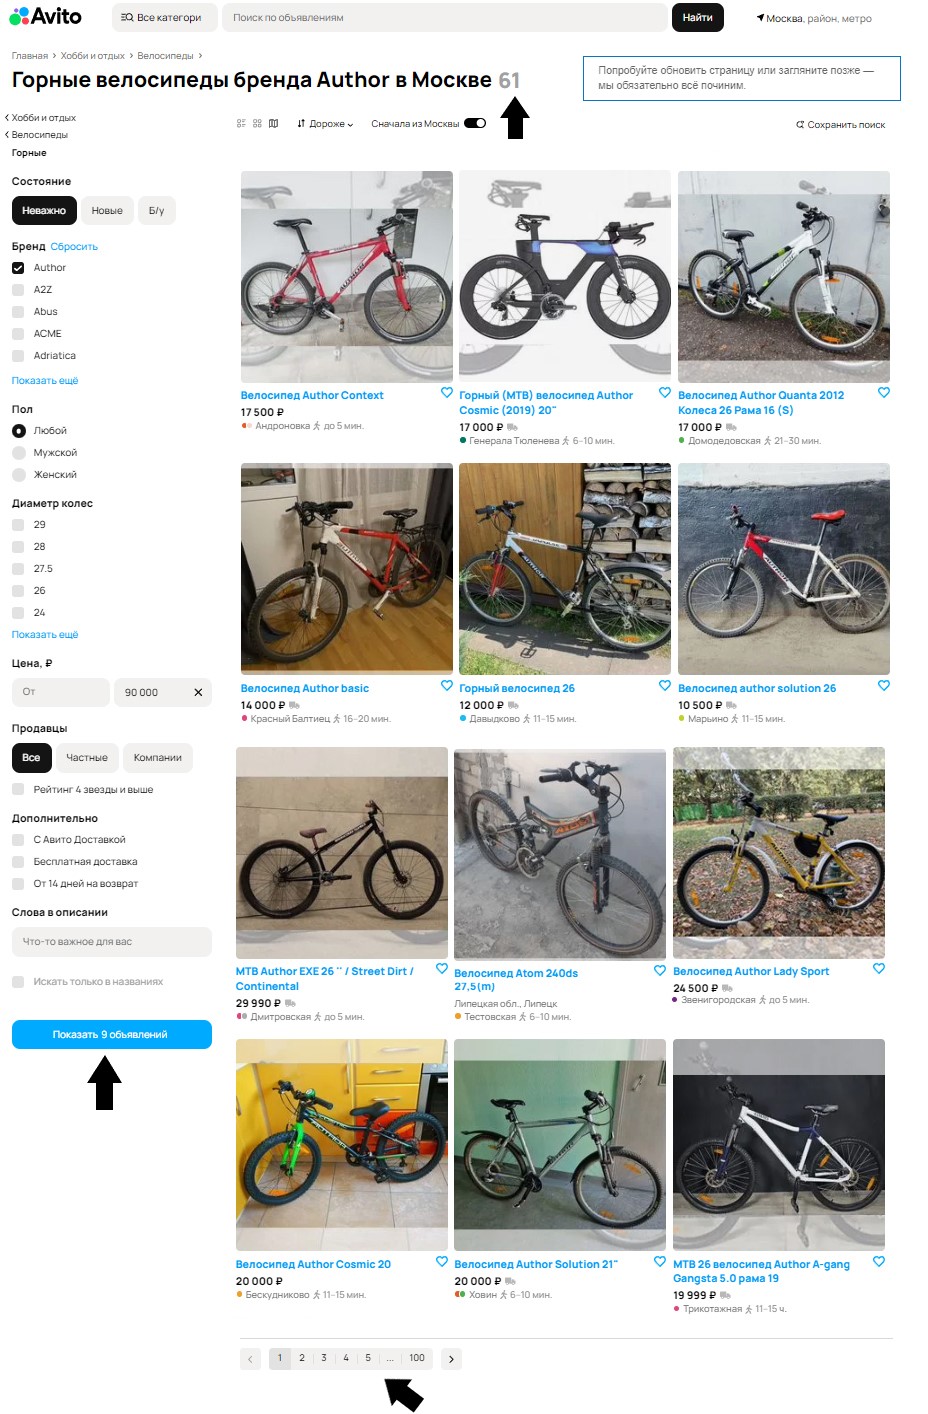 Avito
Все категори
Поиск по объявлениям
Найти
Москва, район, метро
Главная > Хобби и отдых > Велосипеды >
Горные велосипеды бренда Author в Москве 61
Попробуйте обновить страницу или загляните позже —
мы обязательно всё починим.
Хобби и отдых
Велосипеды
Горные
Дороже
Сначала из Москвы
Сохранить поиск
Состояние
Неважно
Новые
Б/у
Бренд Сбросить
Author
A2Z
Abus
ACME
Adriatica
Показать ещё
Пол
Любой
Мужской
Женский
Диаметр колес
29
28
27.5
26
24
Показать ещё
Цена, ₽
От
90 000
Продавцы
Все
Частные
Компании
Рейтинг 4 звезды и выше
Дополнительно
С Авито Доставкой
Бесплатная доставка
От 14 дней на возврат
Слова в описании
Что-то важное для вас
Искать только в названиях
Показать 9 объявлений
Велосипед Author Context
17 500 ₽
Андроновка до 5 мин.
Горный (MTB) велосипед Author
Cosmic (2019) 20"
17 000 ₽
Генерала Тюленева 6–10 мин.
Велосипед Author Quanta 2012
Колеса 26 Рама 16 (S)
17 000 ₽
Домодедовская 21–30 мин.
Велосипед Author basic
14 000 ₽
Красный Балтиец 16–20 мин.
Горный велосипед 26
12 000 ₽
Давыдково 11–15 мин.
Велосипед author solution 26
10 500 ₽
Марьино 11–15 мин.
MTB Author EXE 26 '' / Street Dirt /
Continental
29 990 ₽
Дмитровская до 5 мин.
Велосипед Atom 240ds
27,5(m)
Липецкая обл., Липецк
Тестовская 6–10 мин.
Велосипед Author Lady Sport
24 500 ₽
Звенигородская до 5 мин.
Велосипед Author Cosmic 20
20 000 ₽
Бескудниково 11–15 мин.
Велосипед Author Solution 21"
20 000 ₽
Ховин 6–10 мин.
MTB 26 велосипед Author A-gang
Gangsta 5.0 рама 19
19 999 ₽
Трикотажная 11–15 ч.
1 2 3 4 5 ... 100